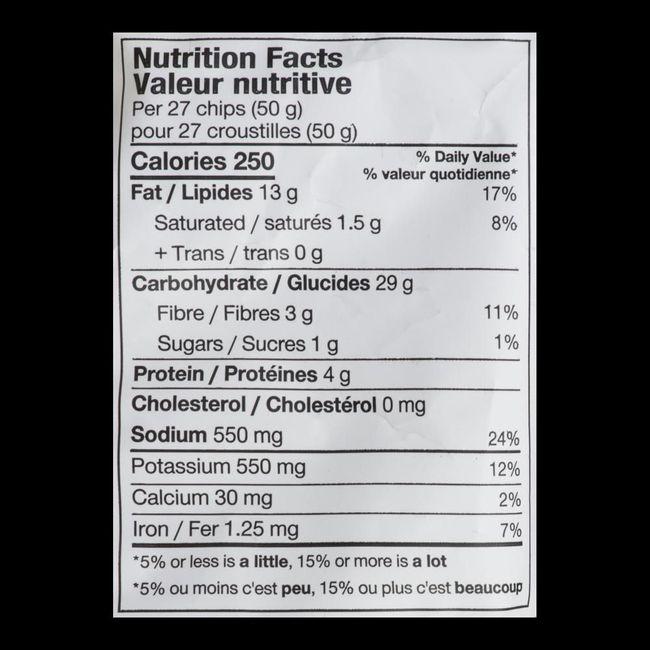 Nutrition Facts
Valeur nutritive
Per 27 chips (50 g)
pour 27 croustilles (50 g)
Calories 250
% Daily Value*
% valeur quotidienne*
Fat / Lipides 13 g 17%
Saturated / saturés 1.5 g 8%
+ Trans / trans 0 g
Carbohydrate / Glucides 29 g
Fibre / Fibres 3 g 11%
Sugars / Sucres 1 g 1%
Protein / Protéines 4 g
Cholesterol / Cholestérol 0 mg
Sodium 550 mg 24%
Potassium 550 mg 12%
Calcium 30 mg 2%
Iron / Fer 1.25 mg 7%
*5% or less is a little, 15% or more is a lot
*5% ou moins c'est peu, 15% ou plus c'est beaucoup